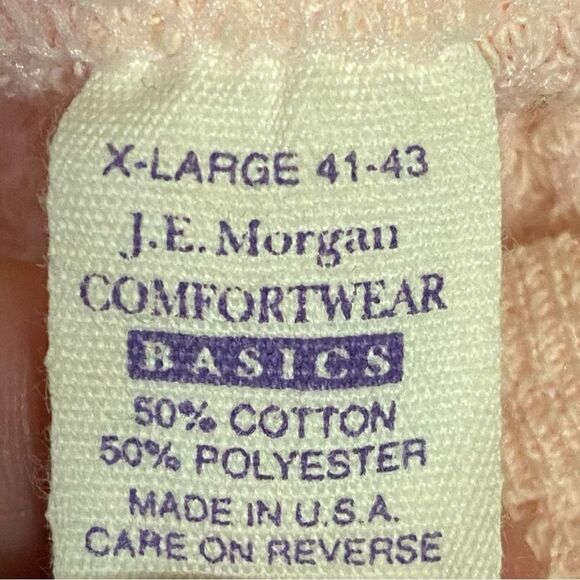 X-LARGE 41-43
J.E. Morgan
COMFORTWEAR
BASICS
50% COTTON
50% POLYESTER
MADE IN U.S.A.
CARE ON REVERSE